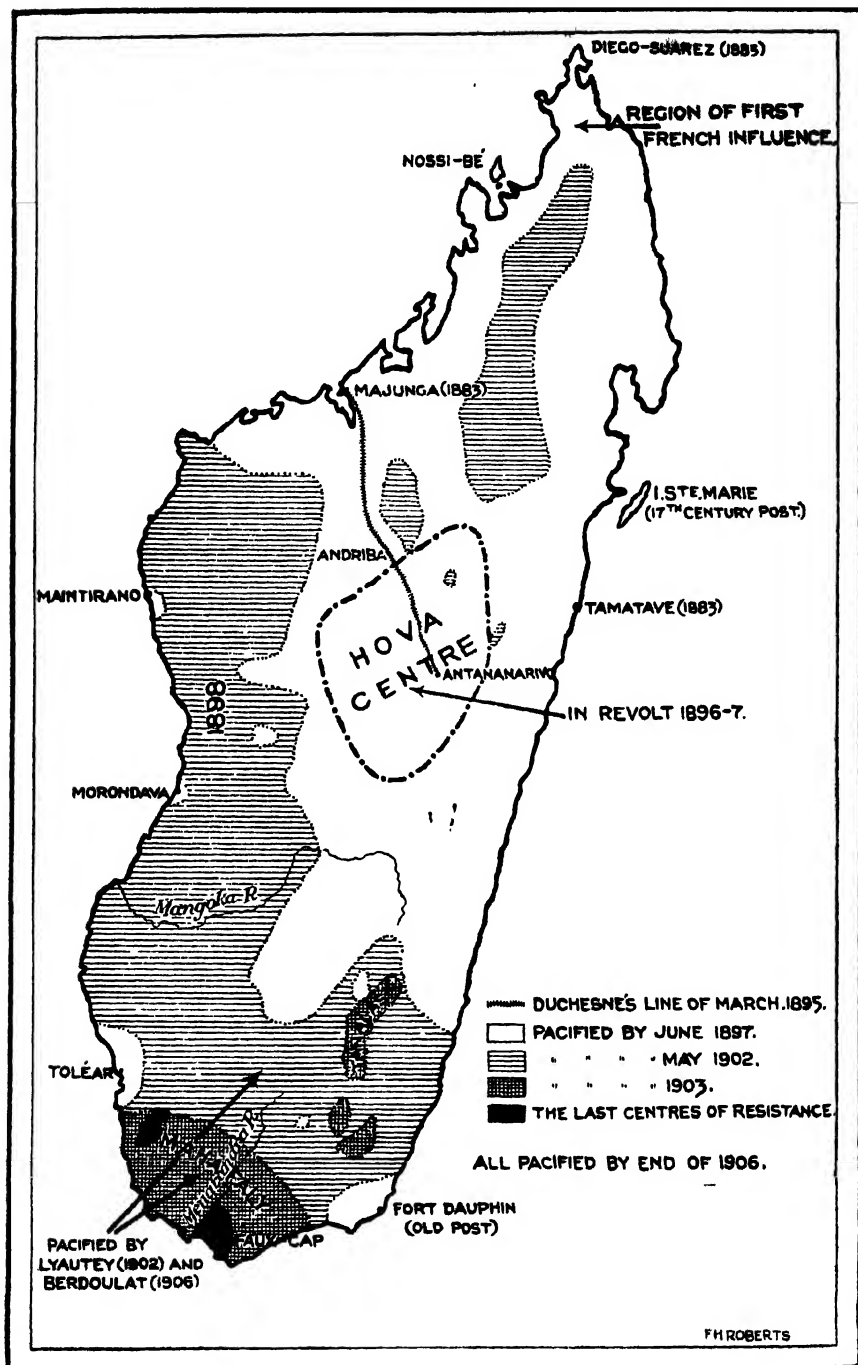 DIEGO-SUAREZ (1885)
REGION OF FIRST
FRENCH INFLUENCE.
NOSSI-BÉ
MAJUNGA (1883)
I. STE. MARIE
(17TH CENTURY POST.)
ANDRIBA
MAINTIRANO
TAMATAVE (1883)
HOVA
CENTRE
ANTANANARIVO
1898
IN REVOLT 1896-7.
MORONDAVA
Mangoka R.
DUCHESNE'S LINE OF MARCH. 1895.
PACIFIED BY JUNE 1897.
" " " " MAY 1902.
" " " " 1903.
THE LAST CENTRES OF RESISTANCE.
TOLÉAR
ALL PACIFIED BY END OF 1906.
FORT DAUPHIN
(OLD POST)
FAUX CAP
PACIFIED BY
LYAUTEY (1902) AND
BERDOULAT (1906)
F H ROBERTS